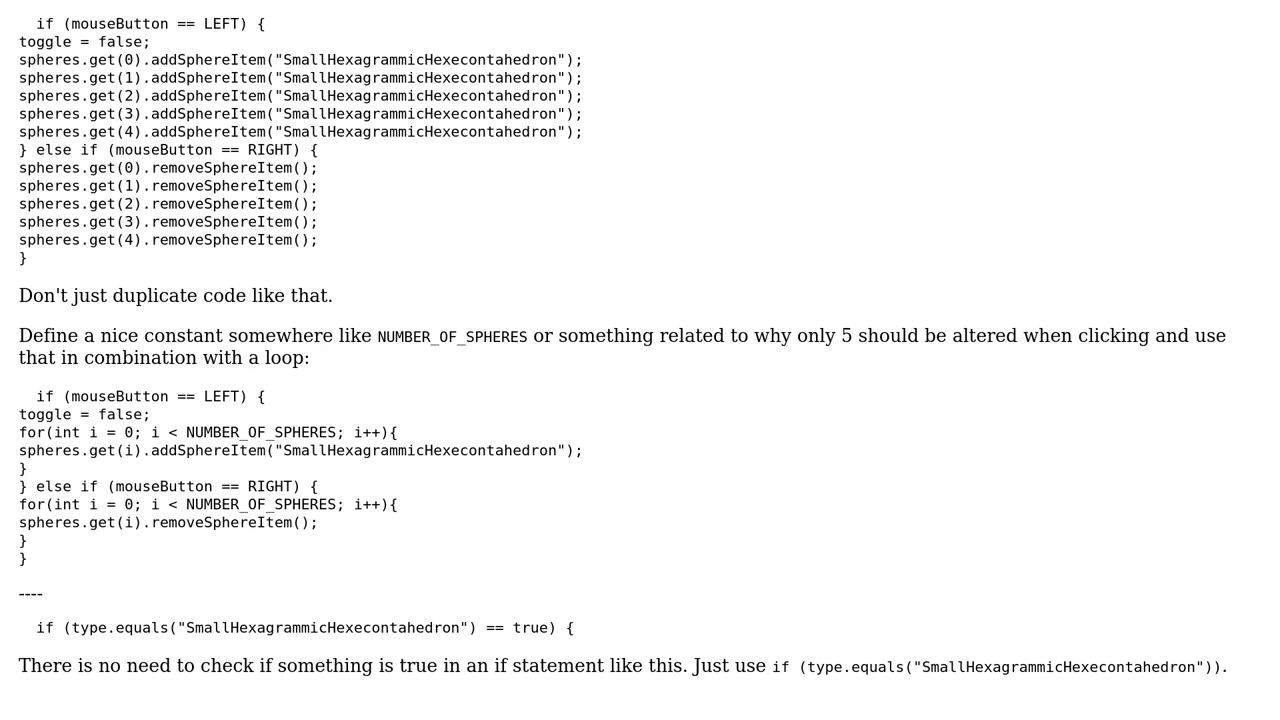 if (mouseButton == LEFT) {
toggle = false;
spheres.get(0).addSphereItem("SmallHexagrammicHexecontahedron");
spheres.get(1).addSphereItem("SmallHexagrammicHexecontahedron");
spheres.get(2).addSphereItem("SmallHexagrammicHexecontahedron");
spheres.get(3).addSphereItem("SmallHexagrammicHexecontahedron");
spheres.get(4).addSphereItem("SmallHexagrammicHexecontahedron");
} else if (mouseButton == RIGHT) {
spheres.get(0).removeSphereItem();
spheres.get(1).removeSphereItem();
spheres.get(2).removeSphereItem();
spheres.get(3).removeSphereItem();
spheres.get(4).removeSphereItem();
}
Don't just duplicate code like that.
Define a nice constant somewhere like NUMBER_OF_SPHERES or something related to why only 5 should be altered when clicking and use
that in combination with a loop:
if (mouseButton == LEFT) {
toggle = false;
for(int i = 0; i < NUMBER_OF_SPHERES; i++){
spheres.get(i).addSphereItem("SmallHexagrammicHexecontahedron");
}
} else if (mouseButton == RIGHT) {
for(int i = 0; i < NUMBER_OF_SPHERES; i++){
spheres.get(i).removeSphereItem();
}
}
----
if (type.equals("SmallHexagrammicHexecontahedron") == true) {
There is no need to check if something is true in an if statement like this. Just use if (type.equals("SmallHexagrammicHexecontahedron")).